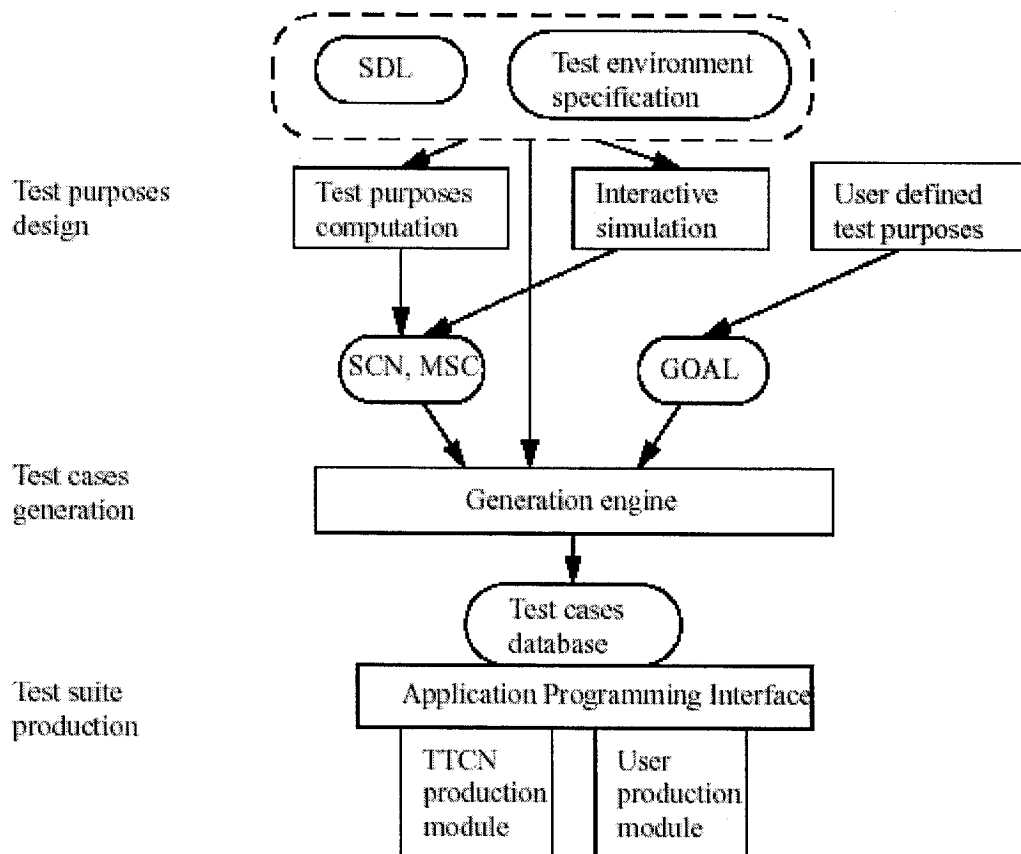 SDL
Test environment
specification
Test purposes
design
Test purposes
computation
Interactive
simulation
User defined
test purposes
SCN, MSC
GOAL
Test cases
generation
Generation engine
Test cases
database
Test suite
production
Application Programming Interface
TTCN
production
module
User
production
module